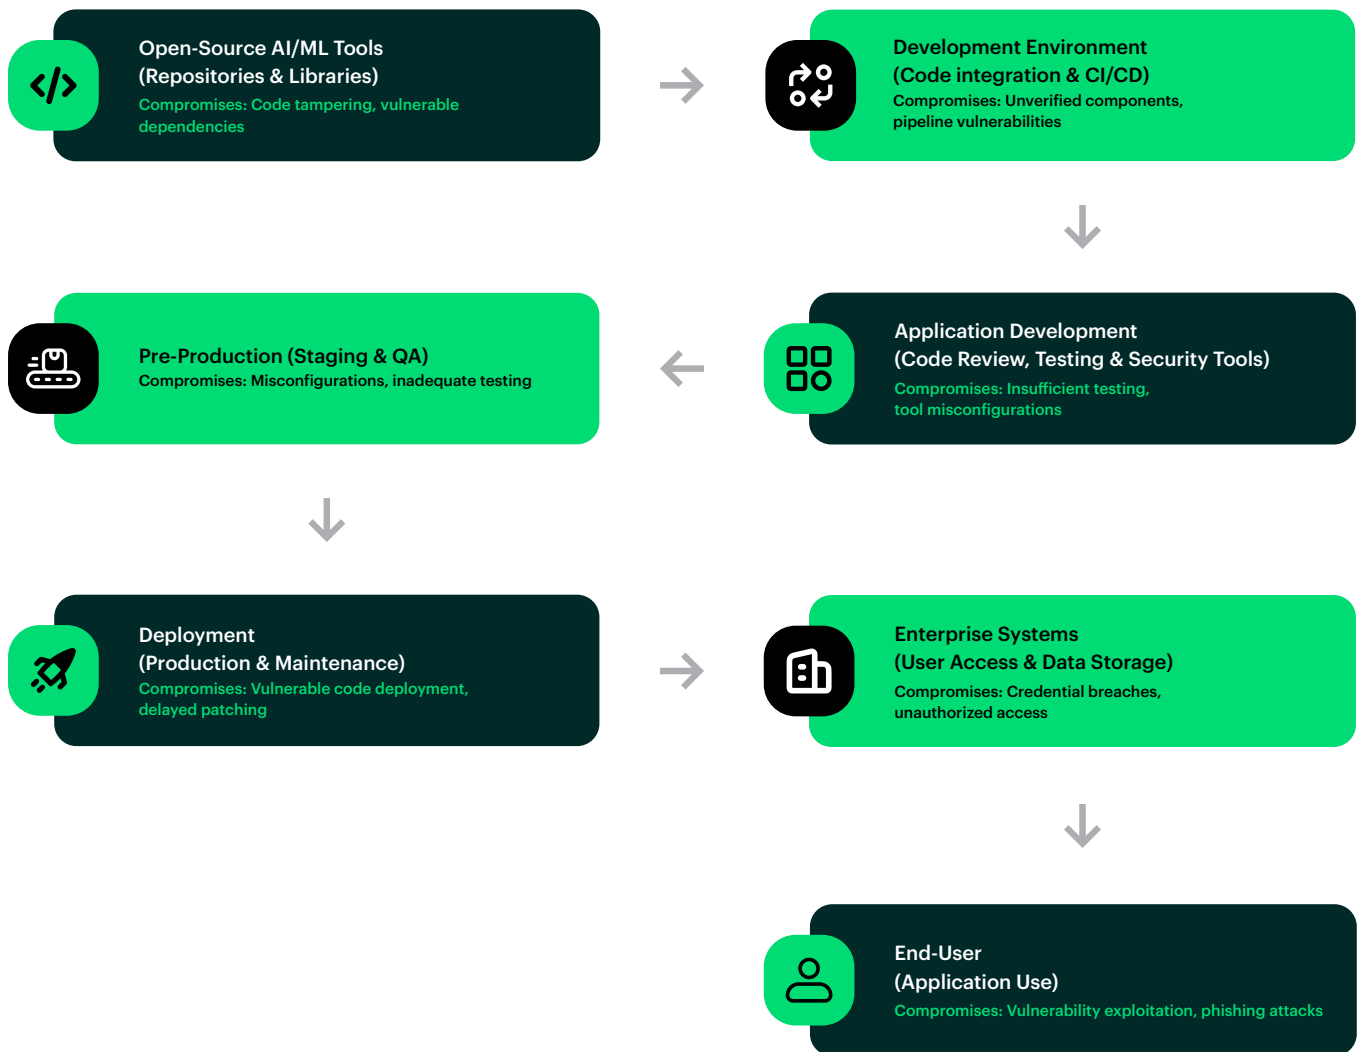 Open-Source AI/ML Tools
(Repositories & Libraries)
Compromises: Code tampering, vulnerable
dependencies
Development Environment
(Code integration & CI/CD)
Compromises: Unverified components,
pipeline vulnerabilities
Application Development
(Code Review, Testing & Security Tools)
Compromises: Insufficient testing,
tool misconfigurations
Pre-Production (Staging & QA)
Compromises: Misconfigurations, inadequate testing
Deployment
(Production & Maintenance)
Compromises: Vulnerable code deployment,
delayed patching
Enterprise Systems
(User Access & Data Storage)
Compromises: Credential breaches,
unauthorized access
End-User
(Application Use)
Compromises: Vulnerability exploitation, phishing attacks